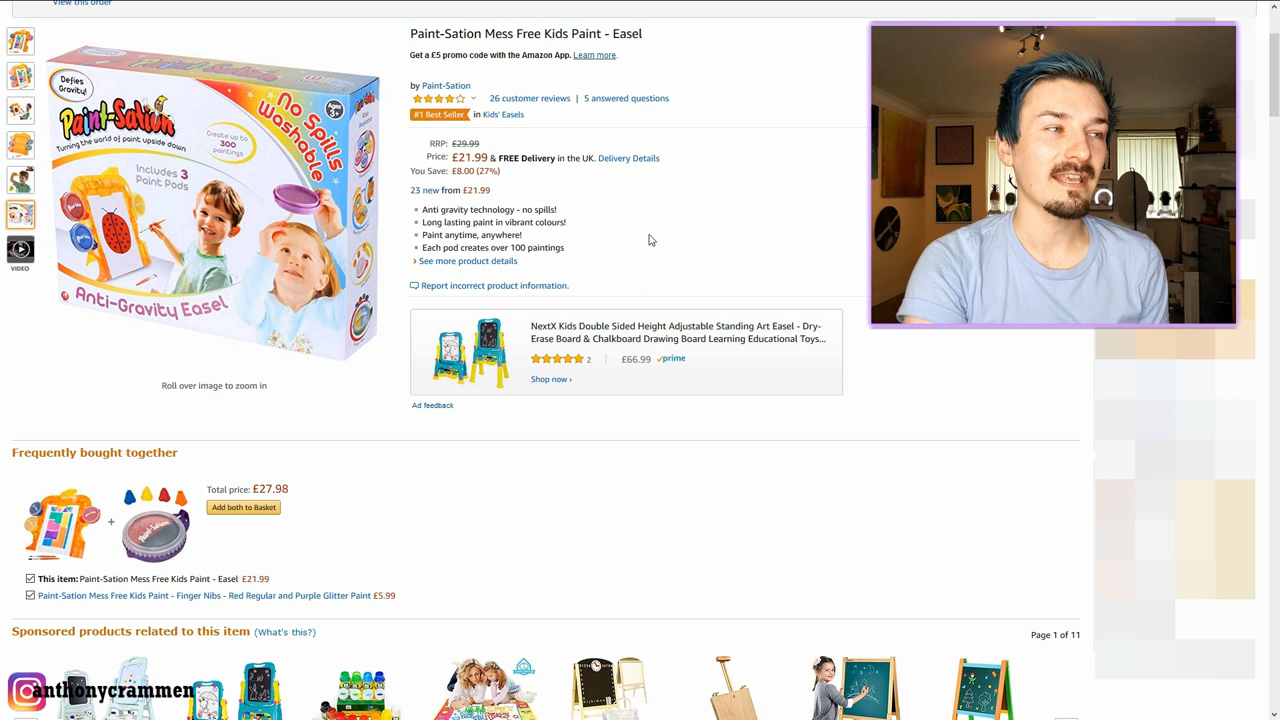 View this order
Paint-Sation Mess Free Kids Paint - Easel
Get a £5 promo code with the Amazon App. Learn more.
by Paint-Sation
26 customer reviews | 5 answered questions
#1 Best Seller in Kids' Easels
RRP: £29.99
Price: £21.99 & FREE Delivery in the UK. Delivery Details
You Save: £8.00 (27%)
23 new from £21.99
Anti gravity technology - no spills!
Long lasting paint in vibrant colours!
Paint anytime, anywhere!
Each pod creates over 100 paintings
› See more product details
Report incorrect product information.
VIDEO
Defies Gravity!
Paint-Sation
Turning the world of paint upside down
No Spills
Washable
Ages 3+
Create up to
300
paintings
Includes 3
Paint Pods
Anti-Gravity Easel
Roll over image to zoom in
NextX Kids Double Sided Height Adjustable Standing Art Easel - Dry-
Erase Board & Chalkboard Drawing Board Learning Educational Toys...
2 | £66.99 prime
Shop now ›
Ad feedback
Frequently bought together
+
Paint-Sation
Total price: £27.98
Add both to Basket
This item: Paint-Sation Mess Free Kids Paint - Easel £21.99
Paint-Sation Mess Free Kids Paint - Finger Nibs - Red Regular and Purple Glitter Paint £5.99
Sponsored products related to this item (What's this?)
Page 1 of 11
anthonycrammen